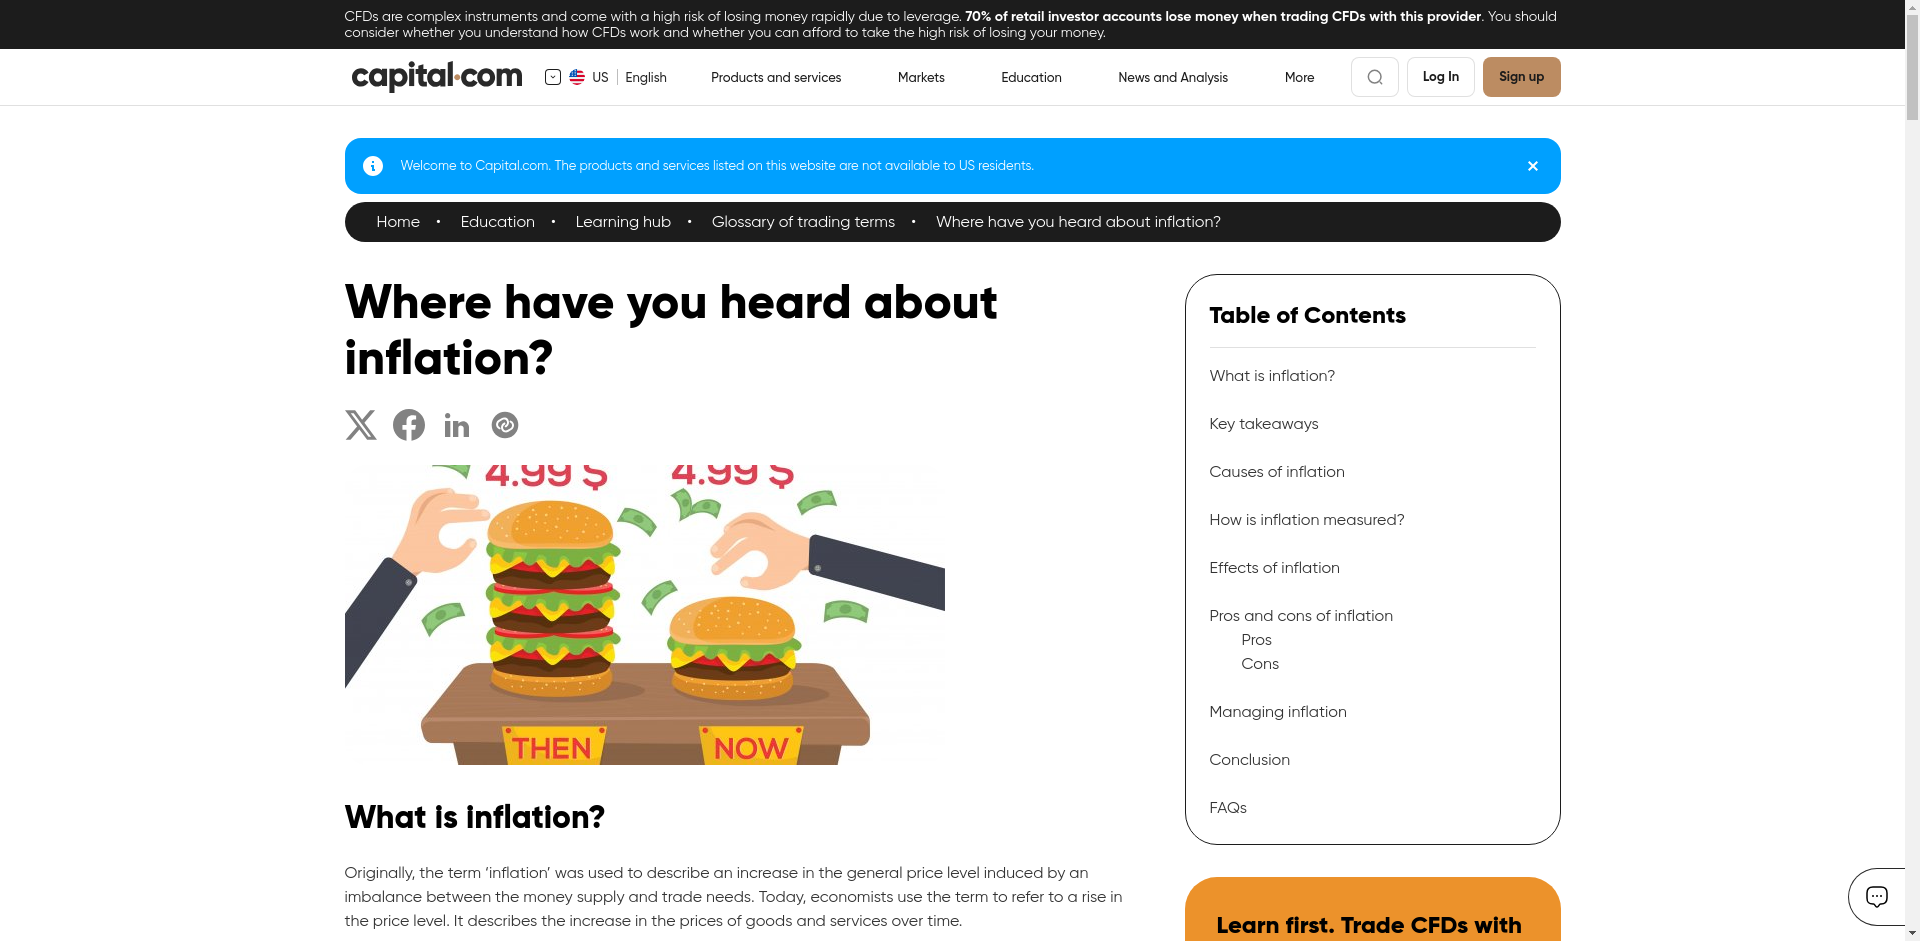 CFDs are complex instruments and come with a high risk of losing money rapidly due to leverage. 70% of retail investor accounts lose money when trading CFDs with this provider. You should
consider whether you understand how CFDs work and whether you can afford to take the high risk of losing your money.
capital.com
US
English
Products and services
Markets
Education
News and Analysis
More
Log In
Sign up
Welcome to Capital.com. The products and services listed on this website are not available to US residents.
Home • Education • Learning hub • Glossary of trading terms • Where have you heard about inflation?
Where have you heard about
inflation?
4.99 $
4.99 $
THEN
NOW
What is inflation?
Originally, the term ‘inflation’ was used to describe an increase in the general price level induced by an
imbalance between the money supply and trade needs. Today, economists use the term to refer to a rise in
the price level. It describes the increase in the prices of goods and services over time.
Table of Contents
What is inflation?
Key takeaways
Causes of inflation
How is inflation measured?
Effects of inflation
Pros and cons of inflation
Pros
Cons
Managing inflation
Conclusion
FAQs
Learn first. Trade CFDs with